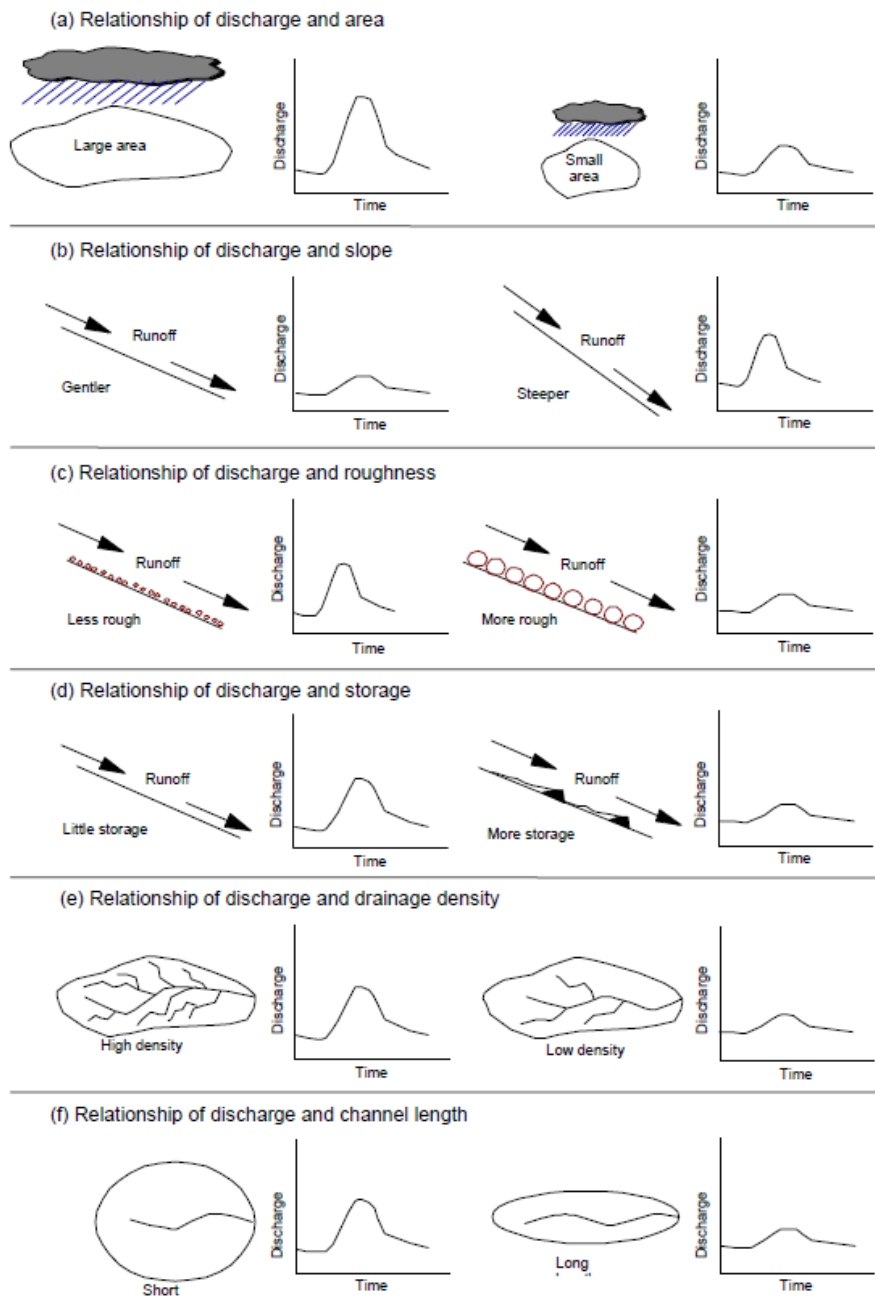 (a) Relationship of discharge and area
Large area
Discharge
Time
Small
area
Discharge
Time
(b) Relationship of discharge and slope
Runoff
Gentler
Discharge
Time
Runoff
Steeper
Discharge
Time
(c) Relationship of discharge and roughness
Runoff
Less rough
Discharge
Time
Runoff
More rough
Discharge
Time
(d) Relationship of discharge and storage
Runoff
Little storage
Discharge
Time
Runoff
More storage
Discharge
Time
(e) Relationship of discharge and drainage density
High density
Discharge
Time
Low density
Discharge
Time
(f) Relationship of discharge and channel length
Short
Discharge
Time
Long
Discharge
Time